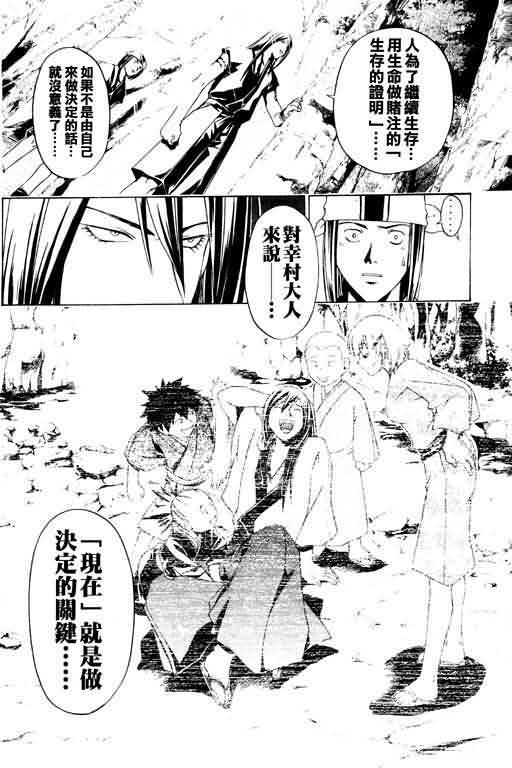 人為了繼續生存…
用生命做賭注的「
生存的證明」……
如果不是由自己
來做決定的話…
就沒意義了……
……
對幸村大人
來說——…
「現在」就是做
決定的關鍵……